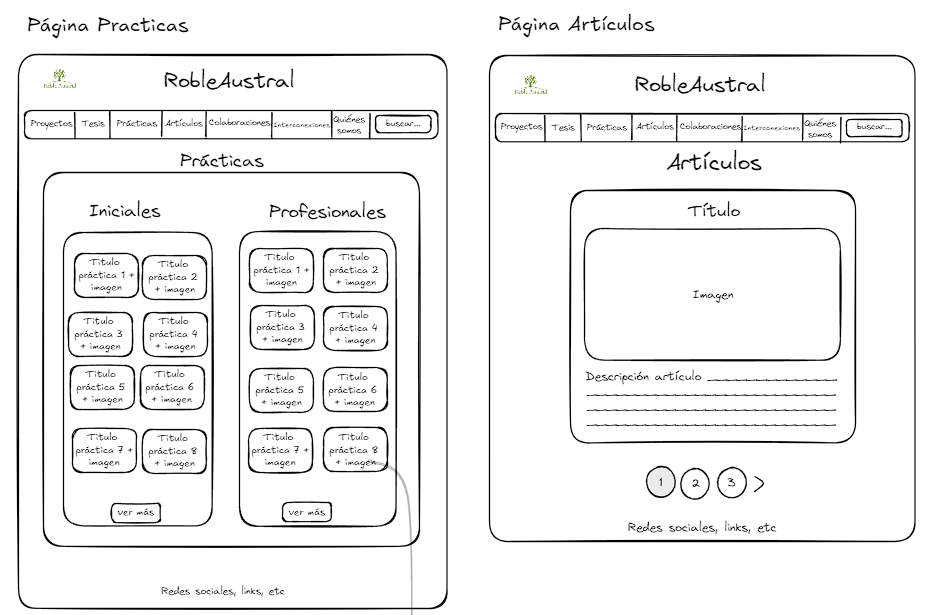 Página Practicas
Roble Austral
RobleAustral
Proyectos Tesis Prácticas Artículos Colaboraciones Interconexiones Quiénes somos buscar...
Prácticas
Iniciales
Titulo práctica 1 + imagen
Titulo práctica 2 + imagen
Titulo práctica 3 + imagen
Titulo práctica 4 + imagen
Titulo práctica 5 + imagen
Titulo práctica 6 + imagen
Titulo práctica 7 + imagen
Titulo práctica 8 + imagen
ver más
Profesionales
Titulo práctica 1 + imagen
Titulo práctica 2 + imagen
Titulo práctica 3 + imagen
Titulo práctica 4 + imagen
Titulo práctica 5 + imagen
Titulo práctica 6 + imagen
Titulo práctica 7 + imagen
Titulo práctica 8 + imagen
ver más
Redes sociales, links, etc
Página Artículos
Roble Austral
RobleAustral
Proyectos Tesis Prácticas Artículos Colaboraciones Interconexiones Quiénes somos buscar...
Artículos
Título
Imagen
Descripción artículo
1 2 3 >
Redes sociales, links, etc